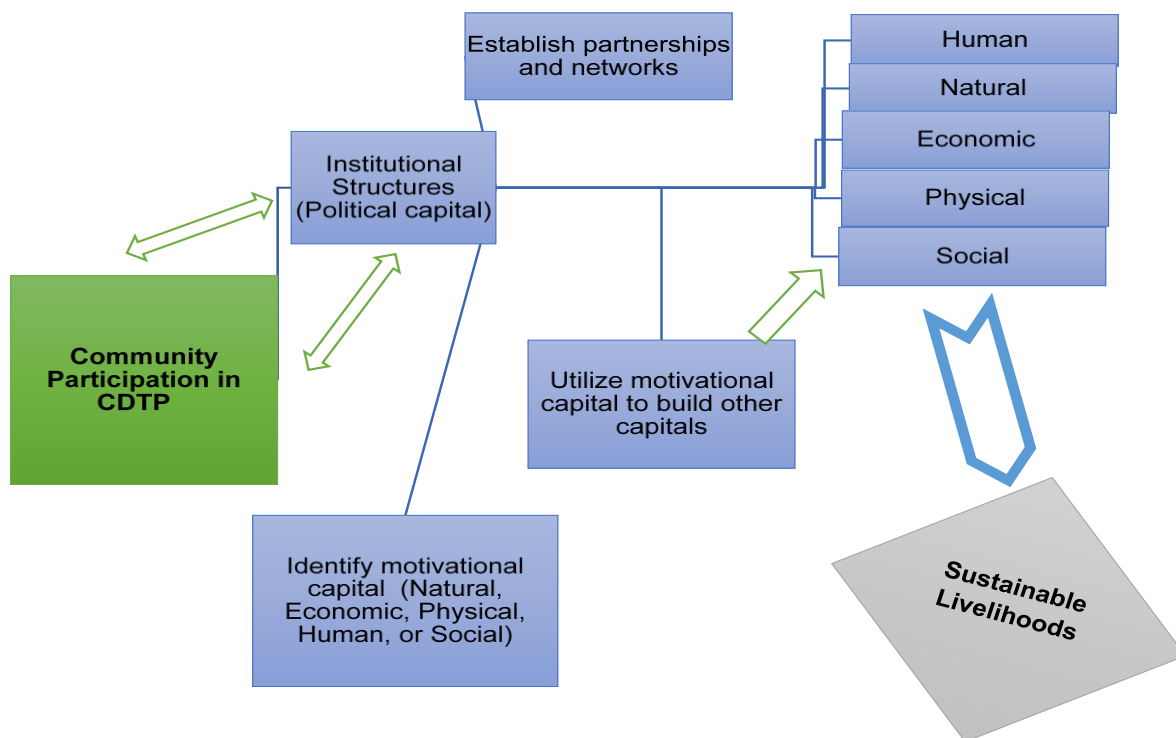 Establish partnerships
and networks
Human
Natural
Economic
Physical
Social
Institutional
Structures
(Political capital)
Community
Participation in
CDTP
Utilize motivational
capital to build other
capitals
Identify motivational
capital (Natural,
Economic, Physical,
Human, or Social)
Sustainable
Livelihoods